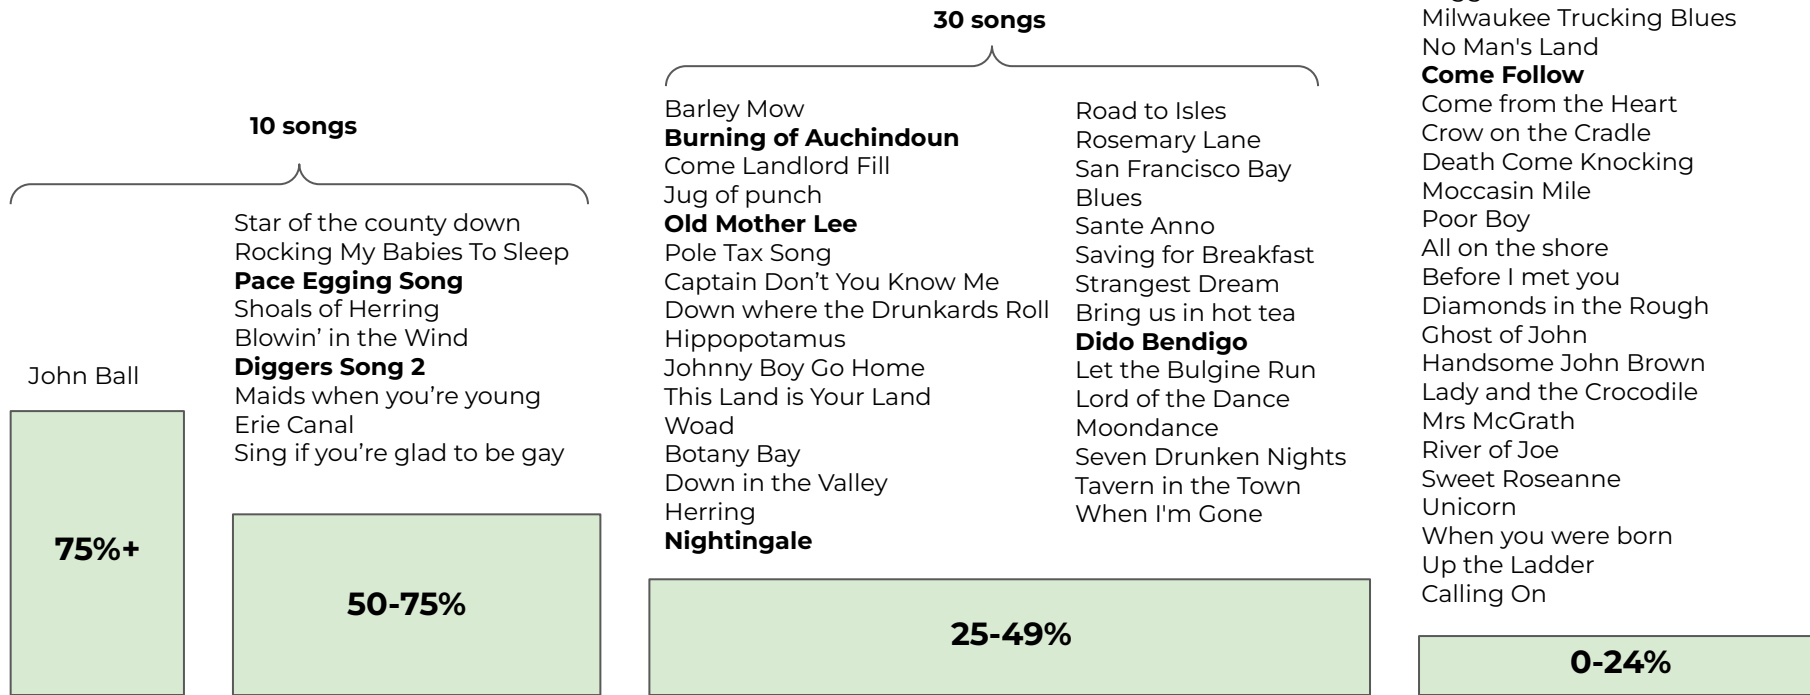 10 songs
John Ball
75%+
Star of the county down
Rocking My Babies To Sleep
Pace Egging Song
Shoals of Herring
Blowin’ in the Wind
Diggers Song 2
Maids when you’re young
Erie Canal
Sing if you’re glad to be gay
50-75%
30 songs
Barley Mow
Burning of Auchindoun
Come Landlord Fill
Jug of punch
Old Mother Lee
Pole Tax Song
Captain Don’t You Know Me
Down where the Drunkards Roll
Hippopotamus
Johnny Boy Go Home
This Land is Your Land
Woad
Botany Bay
Down in the Valley
Herring
Nightingale
Road to Isles
Rosemary Lane
San Francisco Bay
Blues
Sante Anno
Saving for Breakfast
Strangest Dream
Bring us in hot tea
Dido Bendigo
Let the Bulgine Run
Lord of the Dance
Moondance
Seven Drunken Nights
Tavern in the Town
When I'm Gone
25-49%
Milwaukee Trucking Blues
No Man's Land
Come Follow
Come from the Heart
Crow on the Cradle
Death Come Knocking
Moccasin Mile
Poor Boy
All on the shore
Before I met you
Diamonds in the Rough
Ghost of John
Handsome John Brown
Lady and the Crocodile
Mrs McGrath
River of Joe
Sweet Roseanne
Unicorn
When you were born
Up the Ladder
Calling On
0-24%